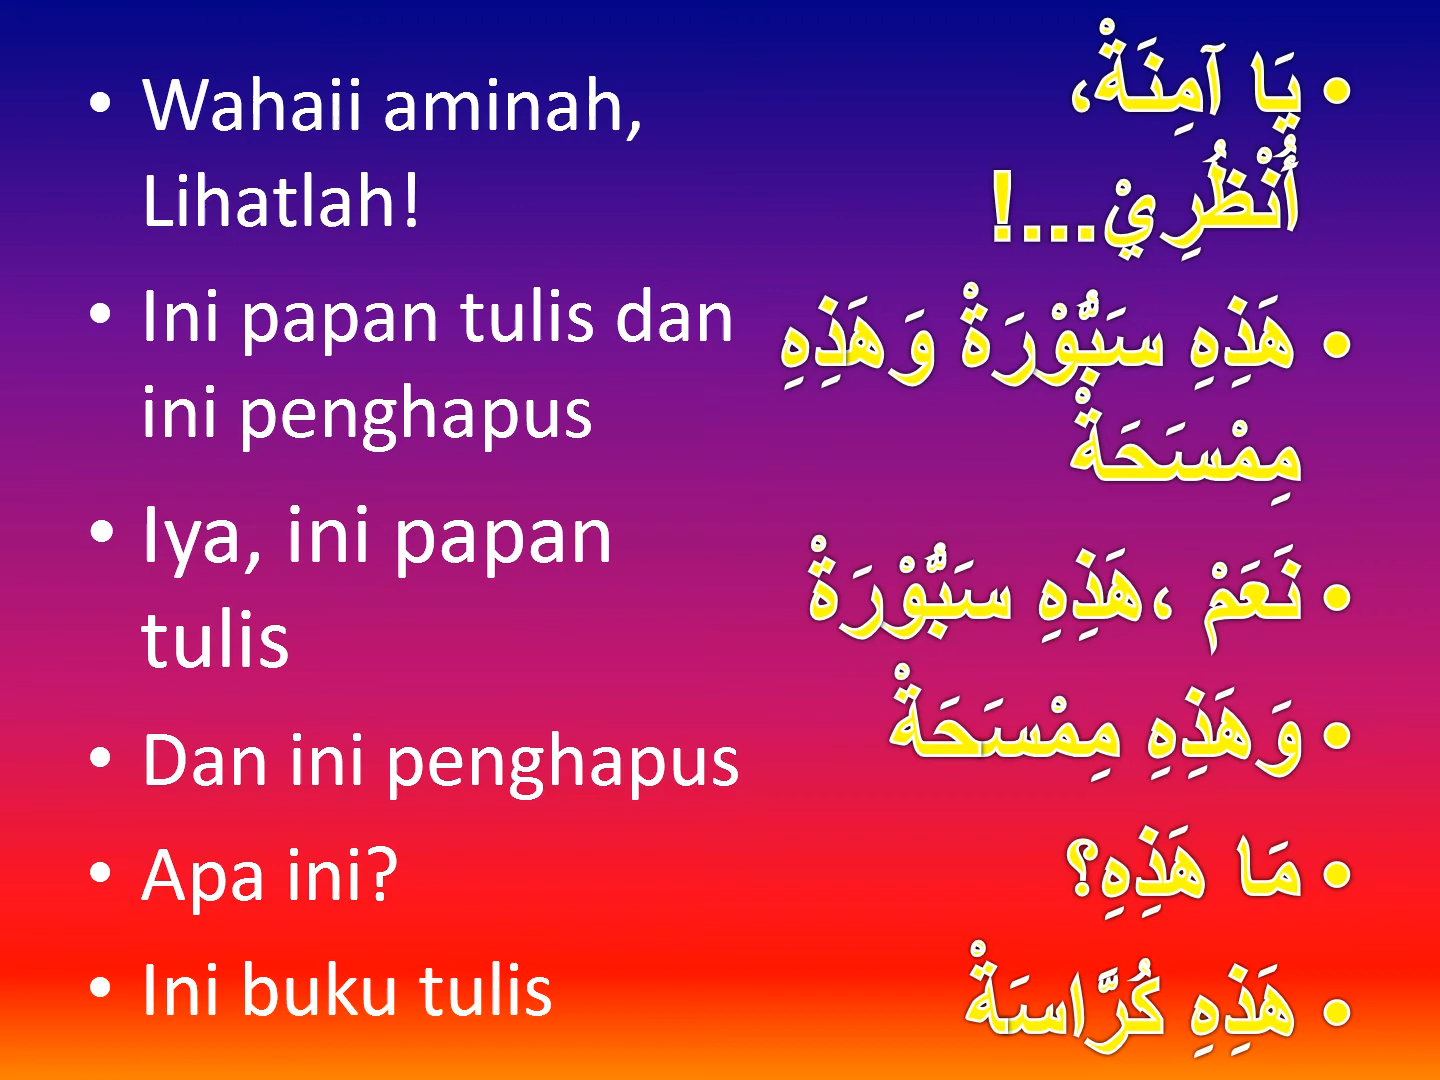 • Wahaii aminah,
Lihatlah!
• Ini papan tulis dan
ini penghapus
• Iya, ini papan
tulis
• Dan ini penghapus
• Apa ini?
• Ini buku tulis
• يَا آمِنَةْ،
أُنْظُرِيْ...!
• هَذِهِ سَبُّوْرَةْ وَهَذِهِ
مِمْسَحَةْ
• نَعَمْ ،هَذِهِ سَبُّوْرَةْ
• وَهَذِهِ مِمْسَحَةْ
• مَا هَذِهِ؟
• هَذِهِ كُرَّاسَةْ